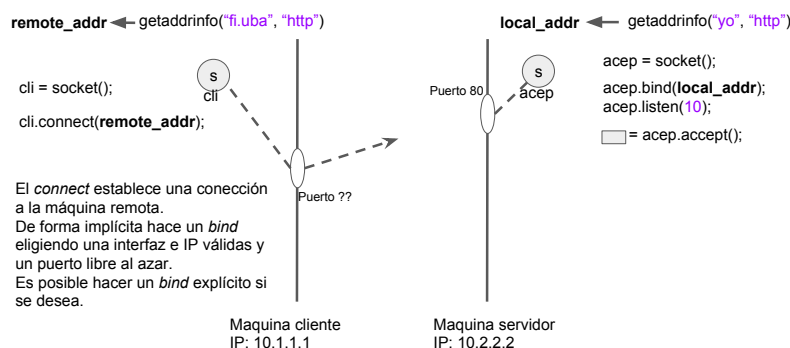 remote_addr getaddrinfo(“fi.uba”, “http”)
local_addr getaddrinfo(“yo”, “http”)
s
cli
cli = socket();
cli.connect(remote_addr);
El connect establece una conección
a la máquina remota.
De forma implícita hace un bind
eligiendo una interfaz e IP válidas y
un puerto libre al azar.
Es posible hacer un bind explícito si
se desea.
Puerto ??
Maquina cliente
IP: 10.1.1.1
Puerto 80
s
acep
acep = socket();
acep.bind(local_addr);
acep.listen(10);
= acep.accept();
Maquina servidor
IP: 10.2.2.2